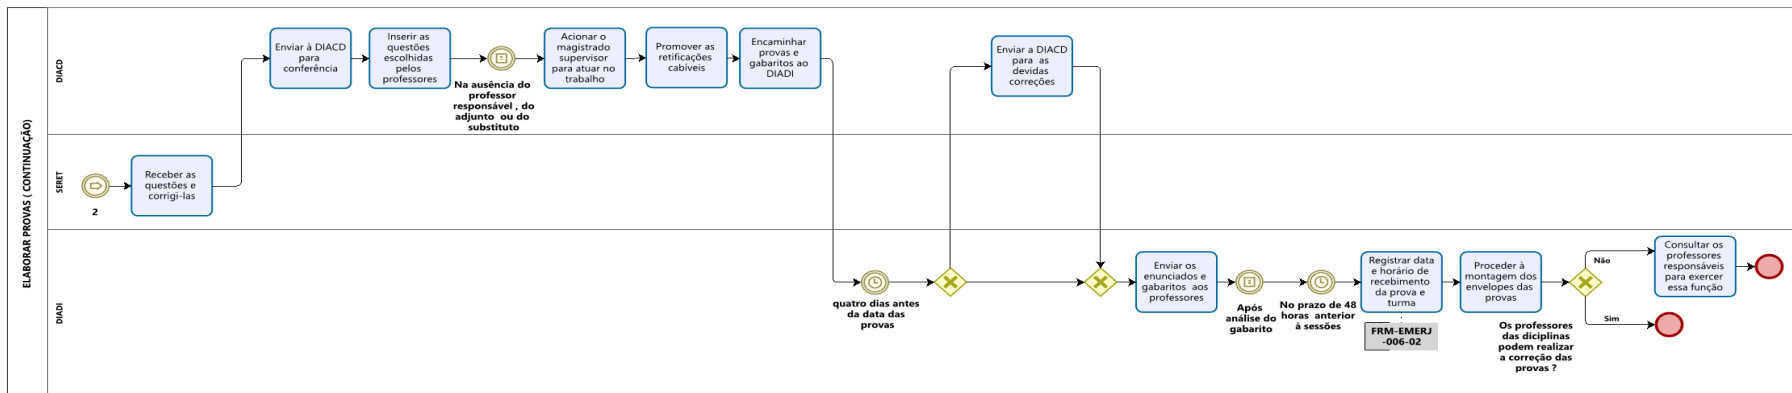 ELABORAR PROVAS ( CONTINUAÇÃO)
DIACD
Enviar à DIACD
para
conferência
Inserir as
questões
escolhidas
pelos
professores
Na ausência do
professor
responsável , do
adjunto ou do
substituto
Acionar o
magistrado
supervisor
para atuar no
trabalho
Promover as
retificações
cabíveis
Encaminhar
provas e
gabaritos ao
DIADI
Enviar a DIACD
para as
devidas
correções
SERET
2
Receber as
questões e
corrigi-las
DIADI
quatro dias antes
da data das
provas
Enviar os
enunciados e
gabaritos aos
professores
Após
análise do
gabarito
No prazo de 48
horas anterior
à sessões
Registrar data
e horário de
recebimento
da prova e
turma
FRM-EMERJ
-006-02
Proceder à
montagem dos
envelopes das
provas
Os professores
das diciplinas
podem realizar
a correção das
provas ?
Não
Consultar os
professores
responsáveis
para exercer
essa função
Sim